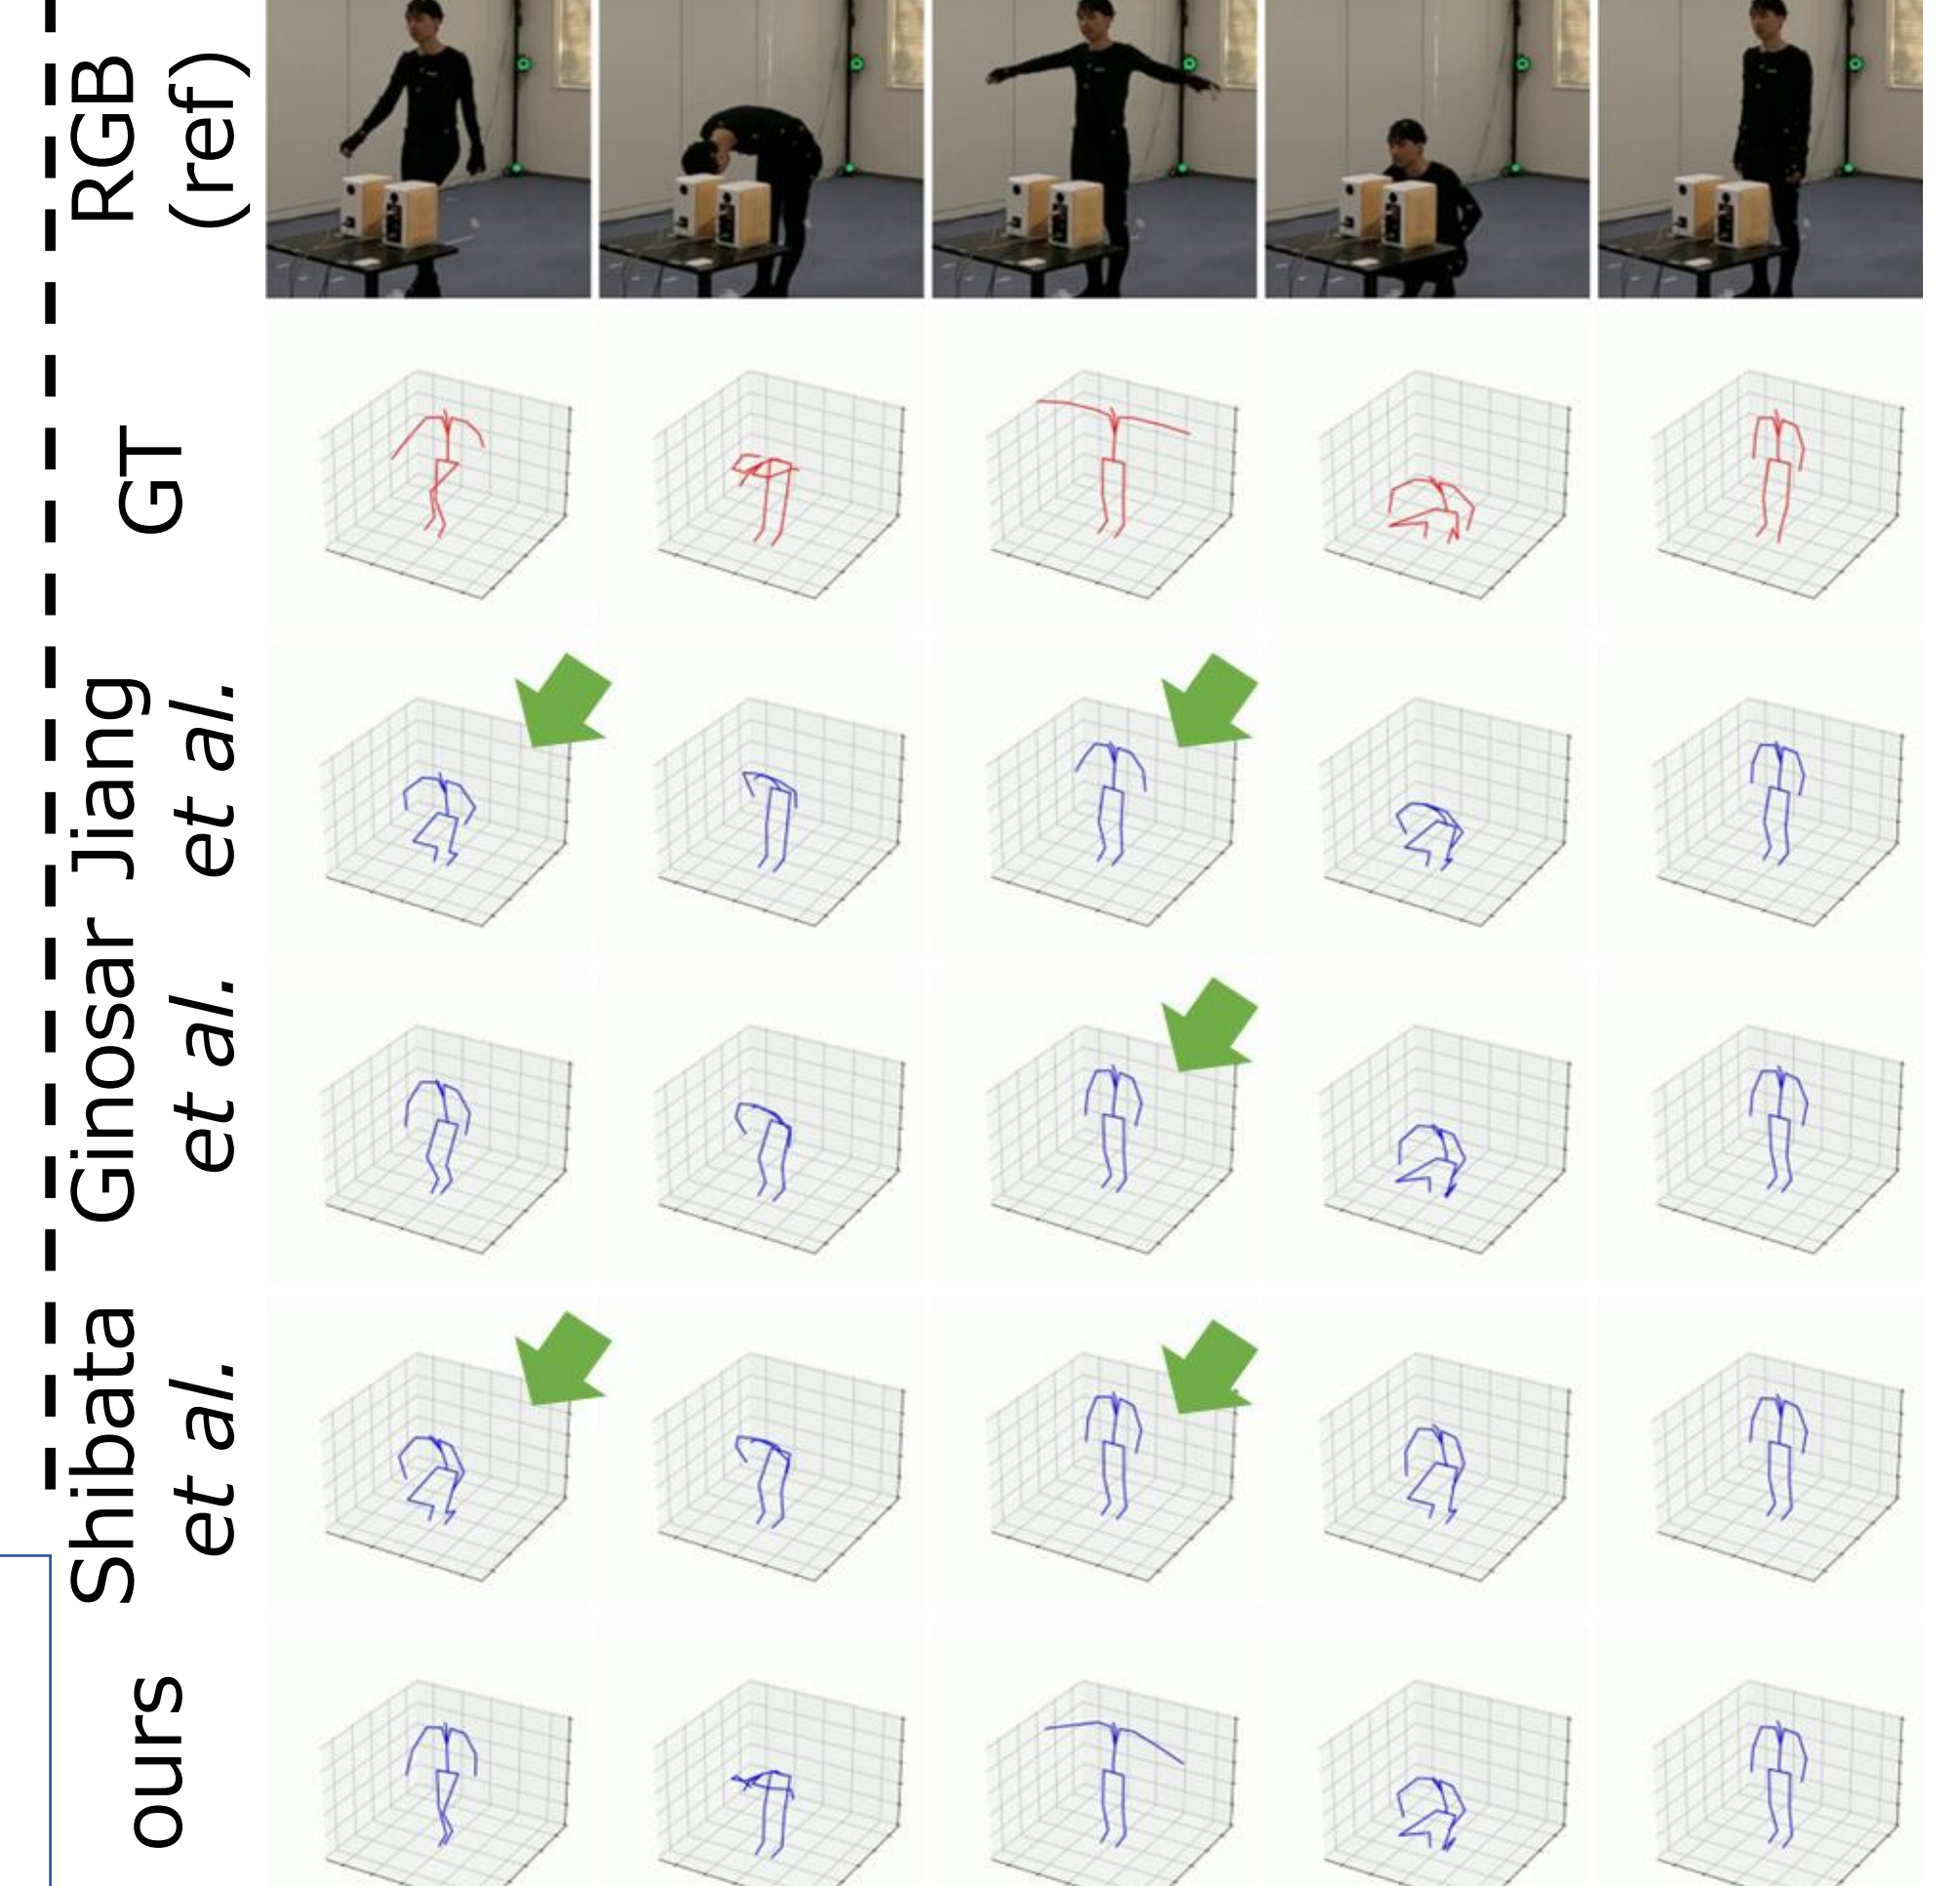 RGB
(ref)
GT
Jiang
et al.
Ginosar
et al.
Shibata
et al.
ours